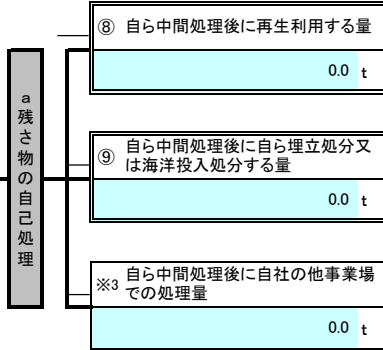 a残さ物の自己処理
⑧ 自ら中間処理後に再生利用する量
0.0 t
⑨ 自ら中間処理後に自ら埋立処分又
は海洋投入処分する量
0.0 t
※3 自ら中間処理後に自社の他事業場
での処理量
0.0 t